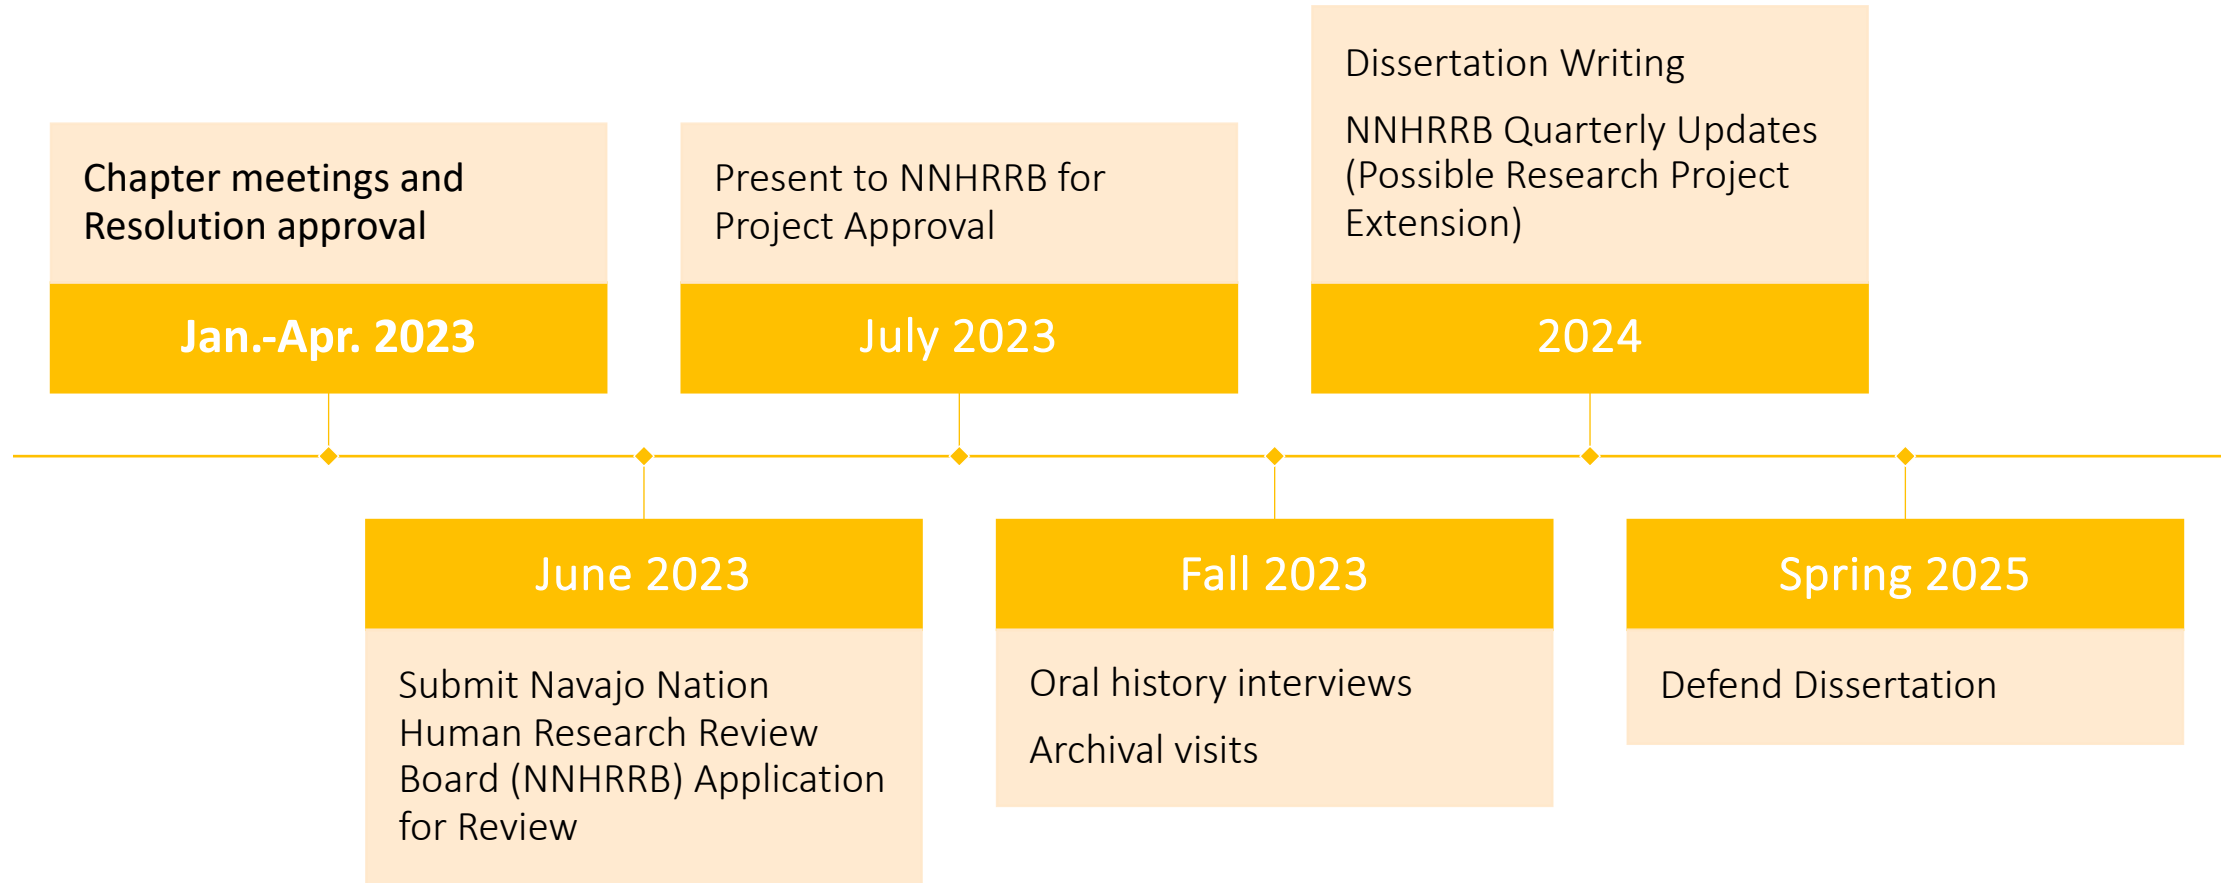 Chapter meetings and
Resolution approval
Jan.-Apr. 2023
June 2023
Submit Navajo Nation
Human Research Review
Board (NNHRRB) Application
for Review
Present to NNHRRB for
Project Approval
July 2023
Fall 2023
Oral history interviews
Archival visits
Dissertation Writing
NNHRRB Quarterly Updates
(Possible Research Project
Extension)
2024
Spring 2025
Defend Dissertation